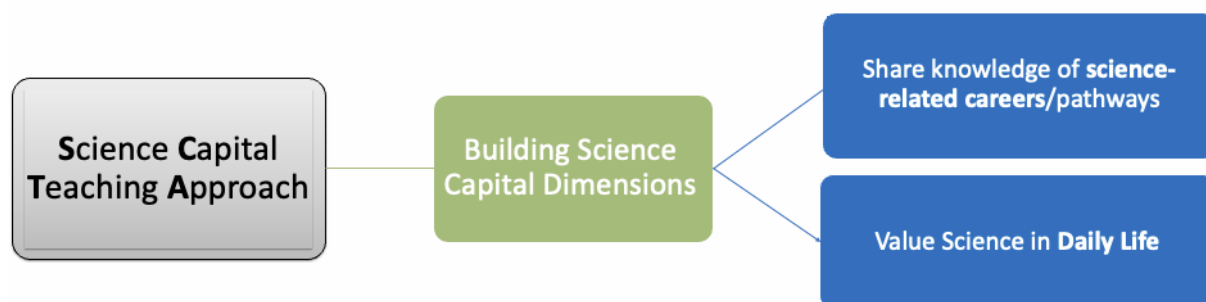 Science Capital
Teaching Approach
Building Science
Capital Dimensions
Share knowledge of science-
related careers/pathways
Value Science in Daily Life